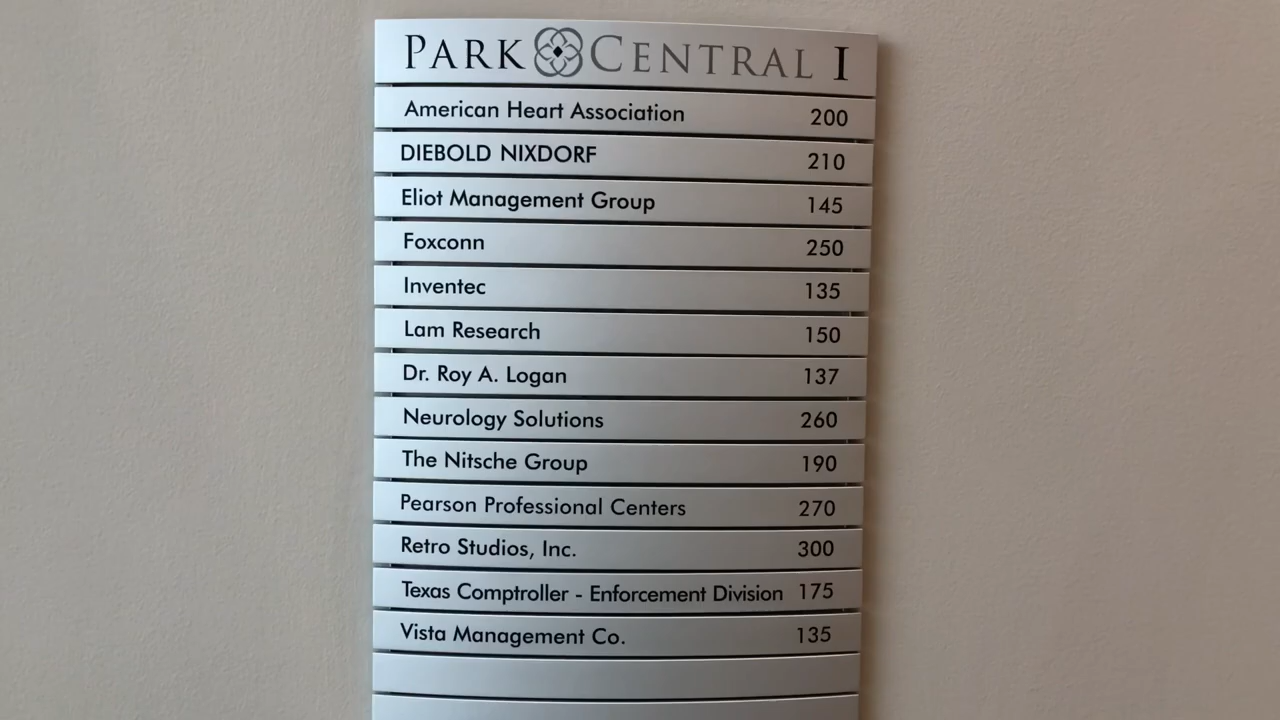 PARK CENTRAL I
American Heart Association 200
DIEBOLD NIXDORF 210
Eliot Management Group 145
Foxconn 250
Inventec 135
Lam Research 150
Dr. Roy A. Logan 137
Neurology Solutions 260
The Nitsche Group 190
Pearson Professional Centers 270
Retro Studios, Inc. 300
Texas Comptroller - Enforcement Division 175
Vista Management Co. 135